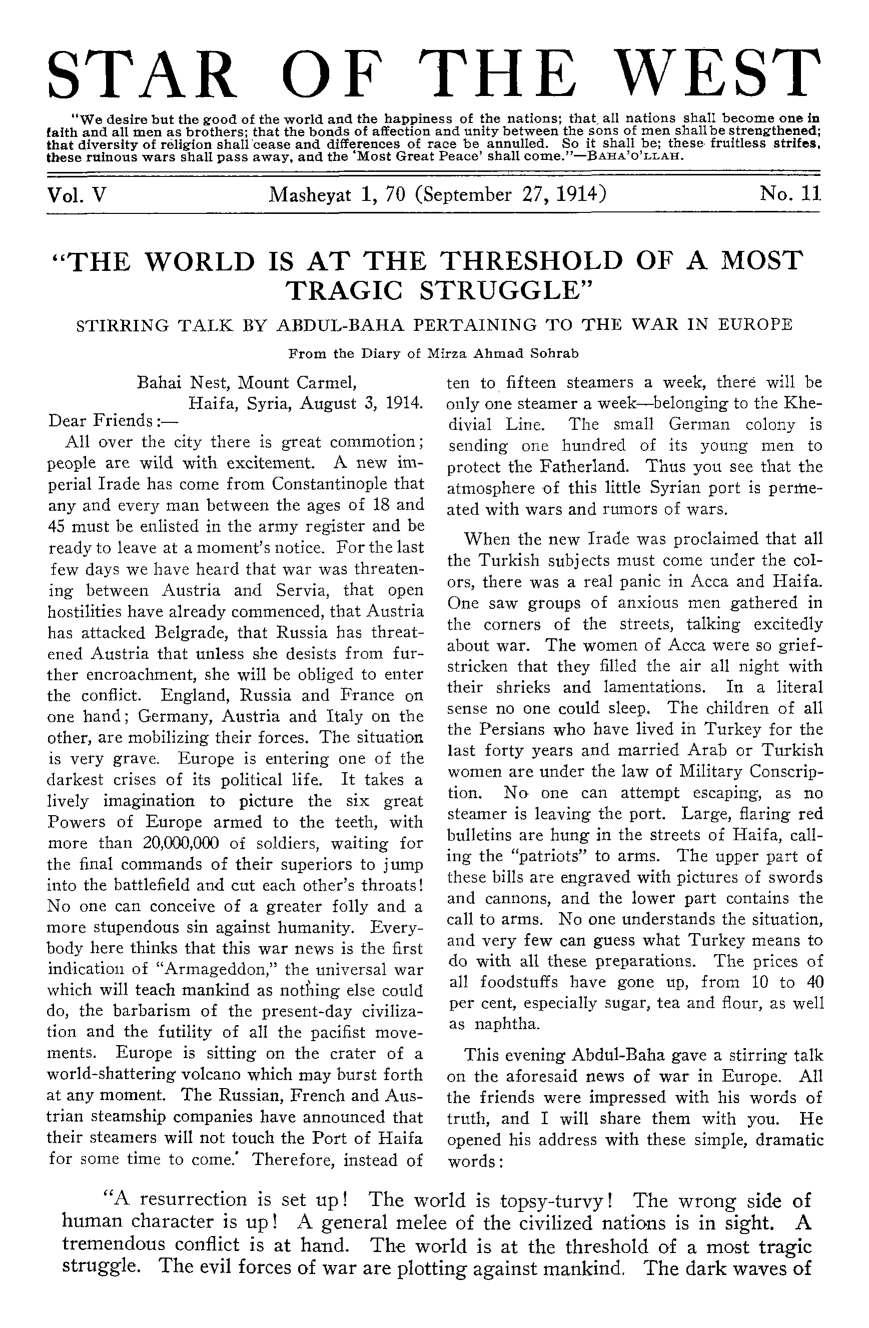 STAR OF THE WEST
"We desire but the good of the world and the happiness of the nations; that all nations shall become one in
faith and all men as brothers; that the bonds of affection and unity between the sons of men shall be strengthened;
that diversity of religion shall cease and differences of race be annulled. So it shall be; these fruitless strifes,
these ruinous wars shall pass away, and the 'Most Great Peace' shall come."—BAHA'O'LLAH.
Vol. V Masheyat 1, 70 (September 27, 1914) No. 11
"THE WORLD IS AT THE THRESHOLD OF A MOST
TRAGIC STRUGGLE"
STIRRING TALK BY ABDUL-BAHA PERTAINING TO THE WAR IN EUROPE
From the Diary of Mirza Ahmad Sohrab
Bahai Nest, Mount Carmel,
Haifa, Syria, August 3, 1914.
Dear Friends:—
All over the city there is great commotion;
people are wild with excitement. A new im-
perial Irade has come from Constantinople that
any and every man between the ages of 18 and
45 must be enlisted in the army register and be
ready to leave at a moment's notice. For the last
few days we have heard that war was threaten-
ing between Austria and Servia, that open
hostilities have already commenced, that Austria
has attacked Belgrade, that Russia has threat-
ened Austria that unless she desists from fur-
ther encroachment, she will be obliged to enter
the conflict. England, Russia and France on
one hand; Germany, Austria and Italy on the
other, are mobilizing their forces. The situation
is very grave. Europe is entering one of the
darkest crises of its political life. It takes a
lively imagination to picture the six great
Powers of Europe armed to the teeth, with
more than 20,000,000 of soldiers, waiting for
the final commands of their superiors to jump
into the battlefield and cut each other's throats!
No one can conceive of a greater folly and a
more stupendous sin against humanity. Every-
body here thinks that this war news is the first
indication of "Armageddon," the universal war
which will teach mankind as nothing else could
do, the barbarism of the present-day civiliza-
tion and the futility of all the pacifist move-
ments. Europe is sitting on the crater of a
world-shattering volcano which may burst forth
at any moment. The Russian, French and Aus-
trian steamship companies have announced that
their steamers will not touch the Port of Haifa
for some time to come. Therefore, instead of
ten to fifteen steamers a week, there will be
only one steamer a week—belonging to the Khe-
divial Line. The small German colony is
sending one hundred of its young men to
protect the Fatherland. Thus you see that the
atmosphere of this little Syrian port is perme-
ated with wars and rumors of wars.
When the new Irade was proclaimed that all
the Turkish subjects must come under the col-
ors, there was a real panic in Acca and Haifa.
One saw groups of anxious men gathered in
the corners of the streets, talking excitedly
about war. The women of Acca were so grief-
stricken that they filled the air all night with
their shrieks and lamentations. In a literal
sense no one could sleep. The children of all
the Persians who have lived in Turkey for the
last forty years and married Arab or Turkish
women are under the law of Military Conscrip-
tion. No one can attempt escaping, as no
steamer is leaving the port. Large, flaring red
bulletins are hung in the streets of Haifa, call-
ing the "patriots" to arms. The upper part of
these bills are engraved with pictures of swords
and cannons, and the lower part contains the
call to arms. No one understands the situation,
and very few can guess what Turkey means to
do with all these preparations. The prices of
all foodstuffs have gone up, from 10 to 40
per cent, especially sugar, tea and flour, as well
as naphtha.
This evening Abdul-Baha gave a stirring talk
on the aforesaid news of war in Europe. All
the friends were impressed with his words of
truth, and I will share them with you. He
opened his address with these simple, dramatic
words:
"A resurrection is set up! The world is topsy-turvy! The wrong side of
human character is up! A general melee of the civilized nations is in sight. A
tremendous conflict is at hand. The world is at the threshold of a most tragic
struggle. The evil forces of war are plotting against mankind. The dark waves of